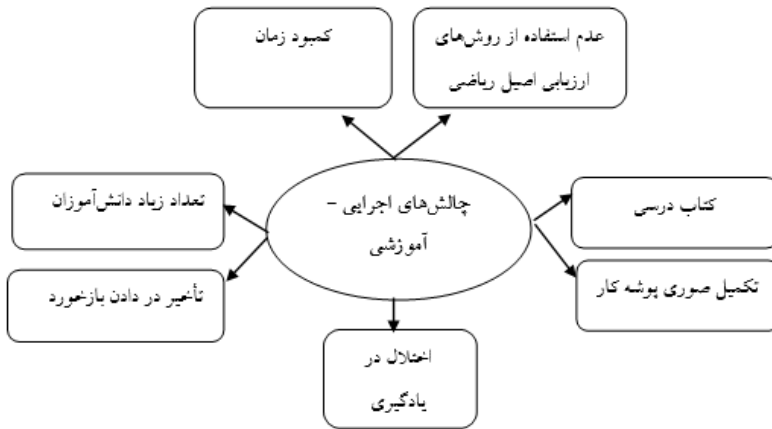 عدم استفاده از روش‌های
ارزیابی اصیل ریاضی
کمبود زمان
چالش‌های اجرایی –
آموزشی
کتاب درسی
تعداد زیاد دانش‌آموزان
تکمیل صوری پوشه کار
تأخیر در دادن بازخورد
اختلال در
یادگیری